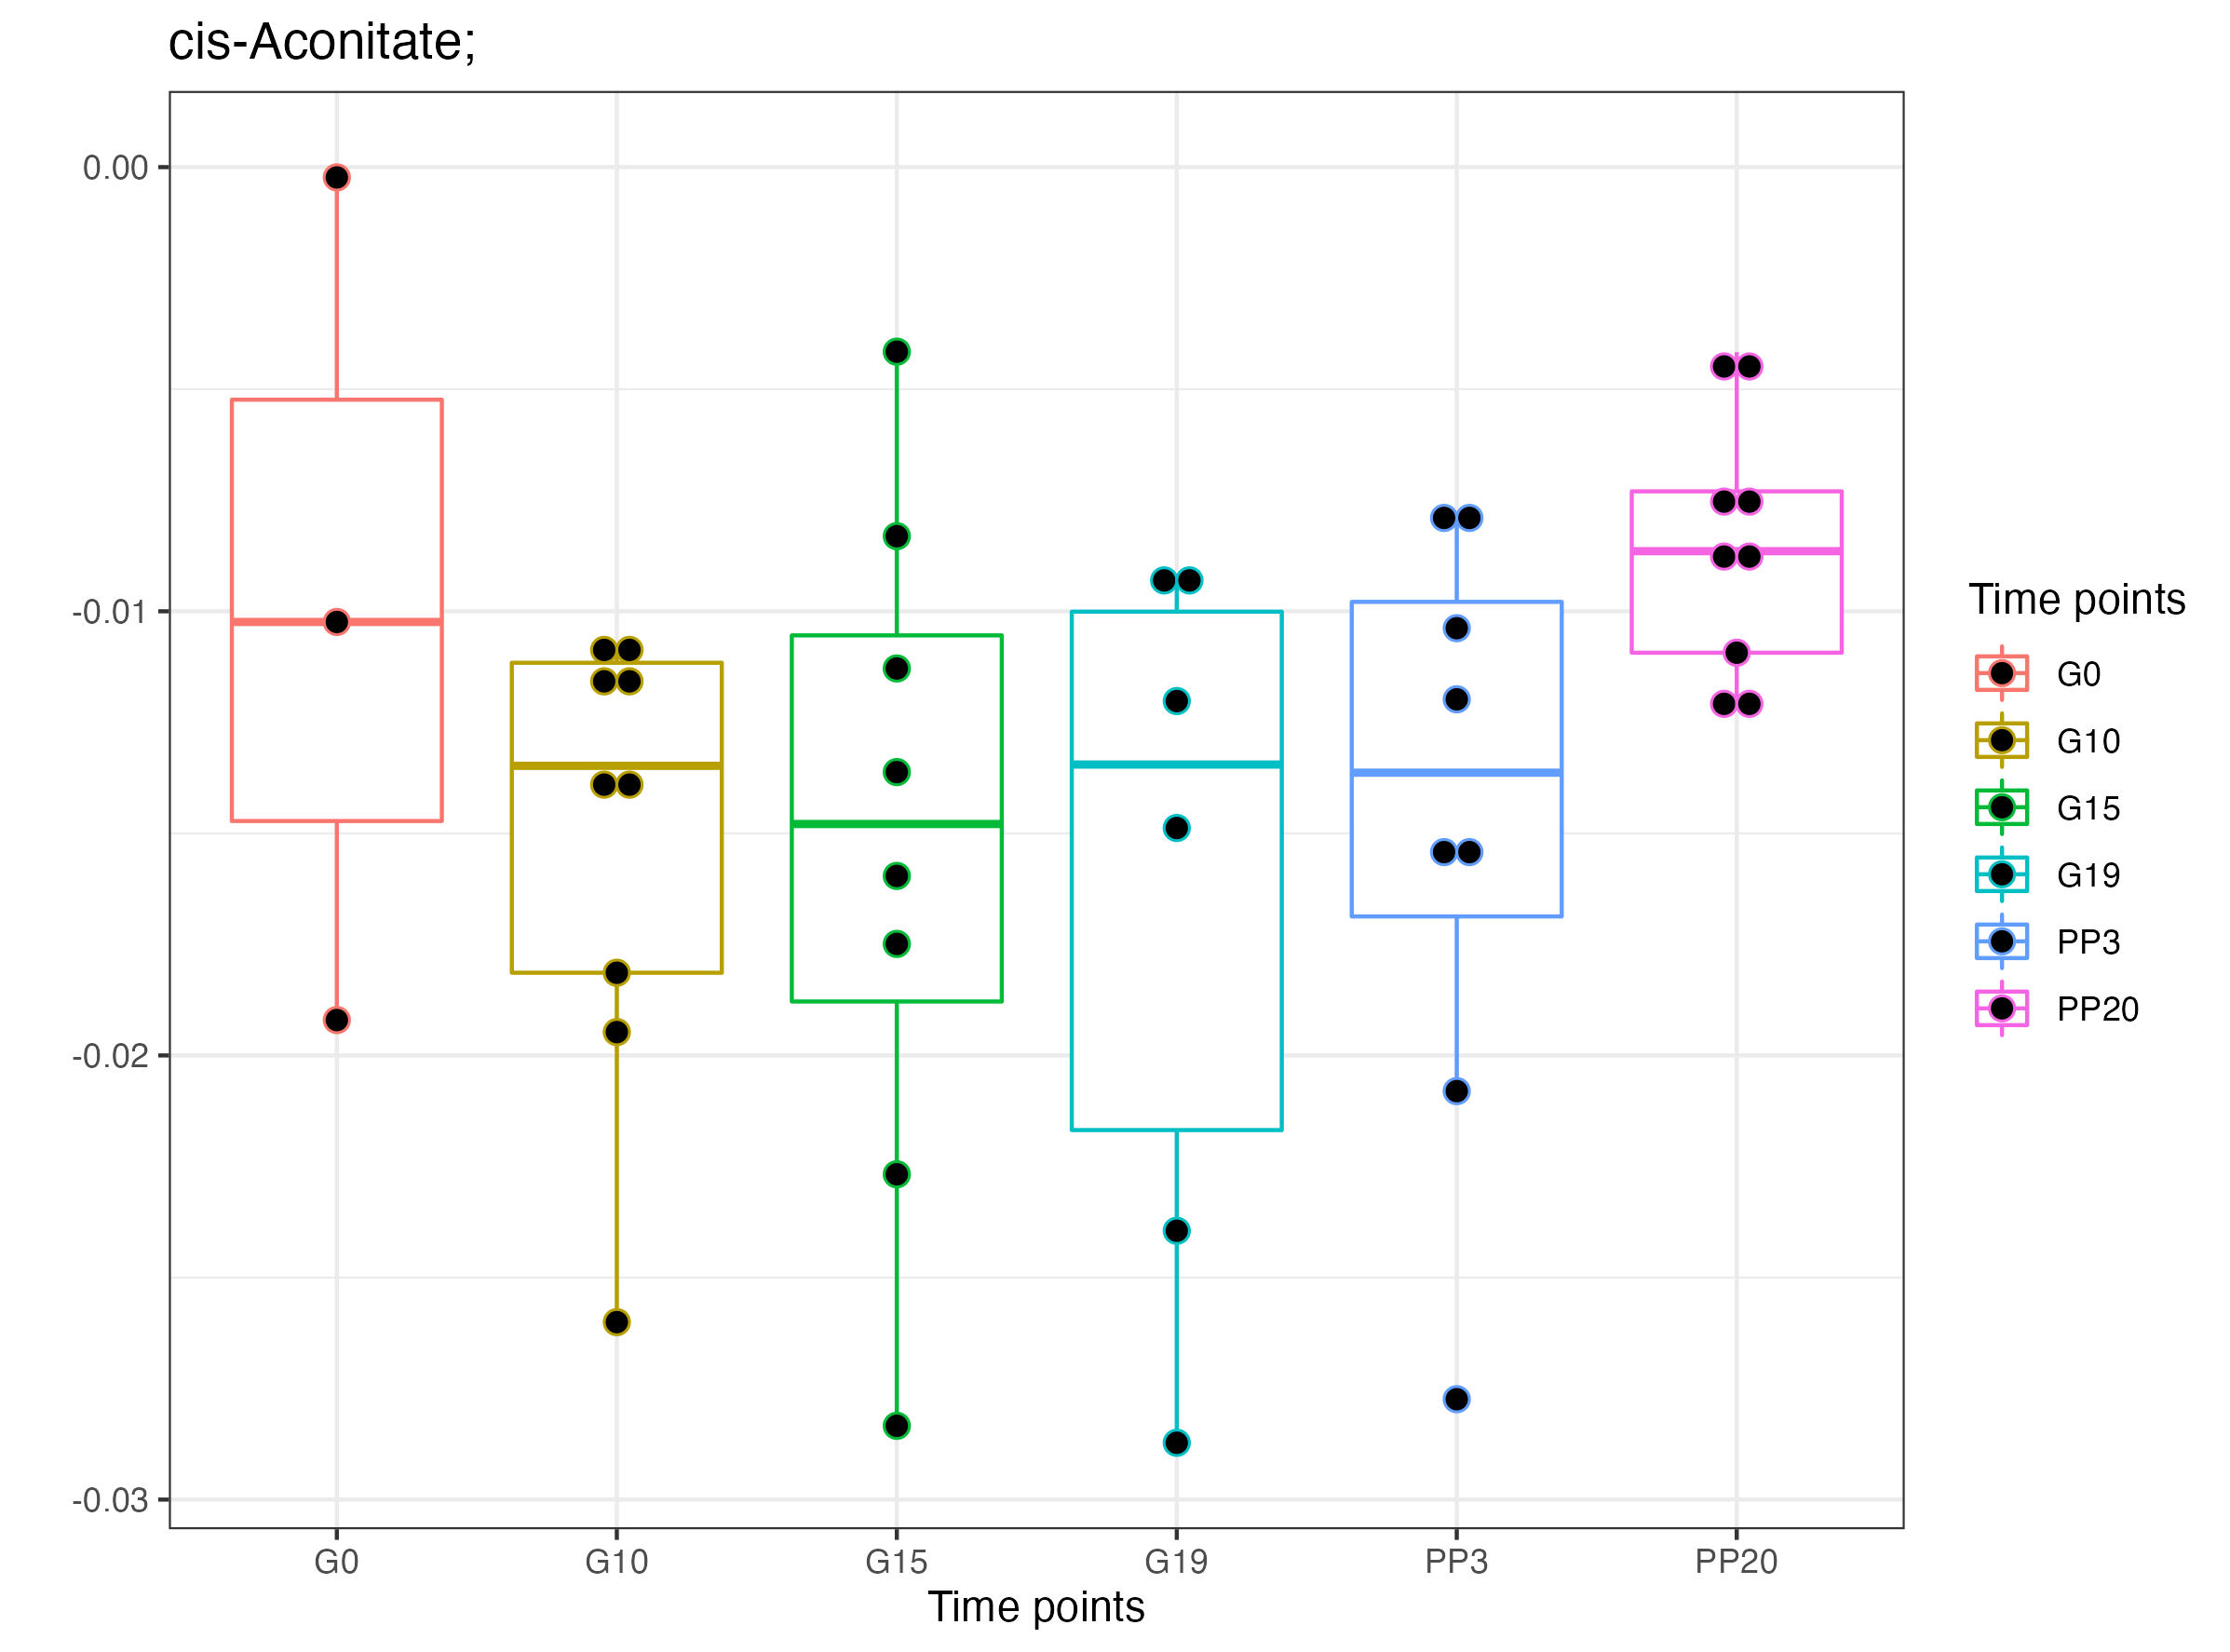 cis-Aconitate;
0.00
-0.01
-0.02
-0.03
G0 G10 G15 G19 PP3 PP20
Time points
Time points
G0
G10
G15
G19
PP3
PP20